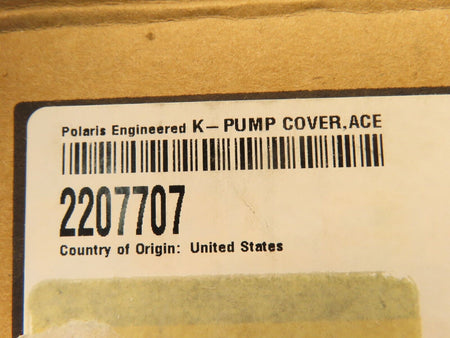 Polaris Engineered K-PUMP COVER,ACE
2207707
Country of Origin: United States